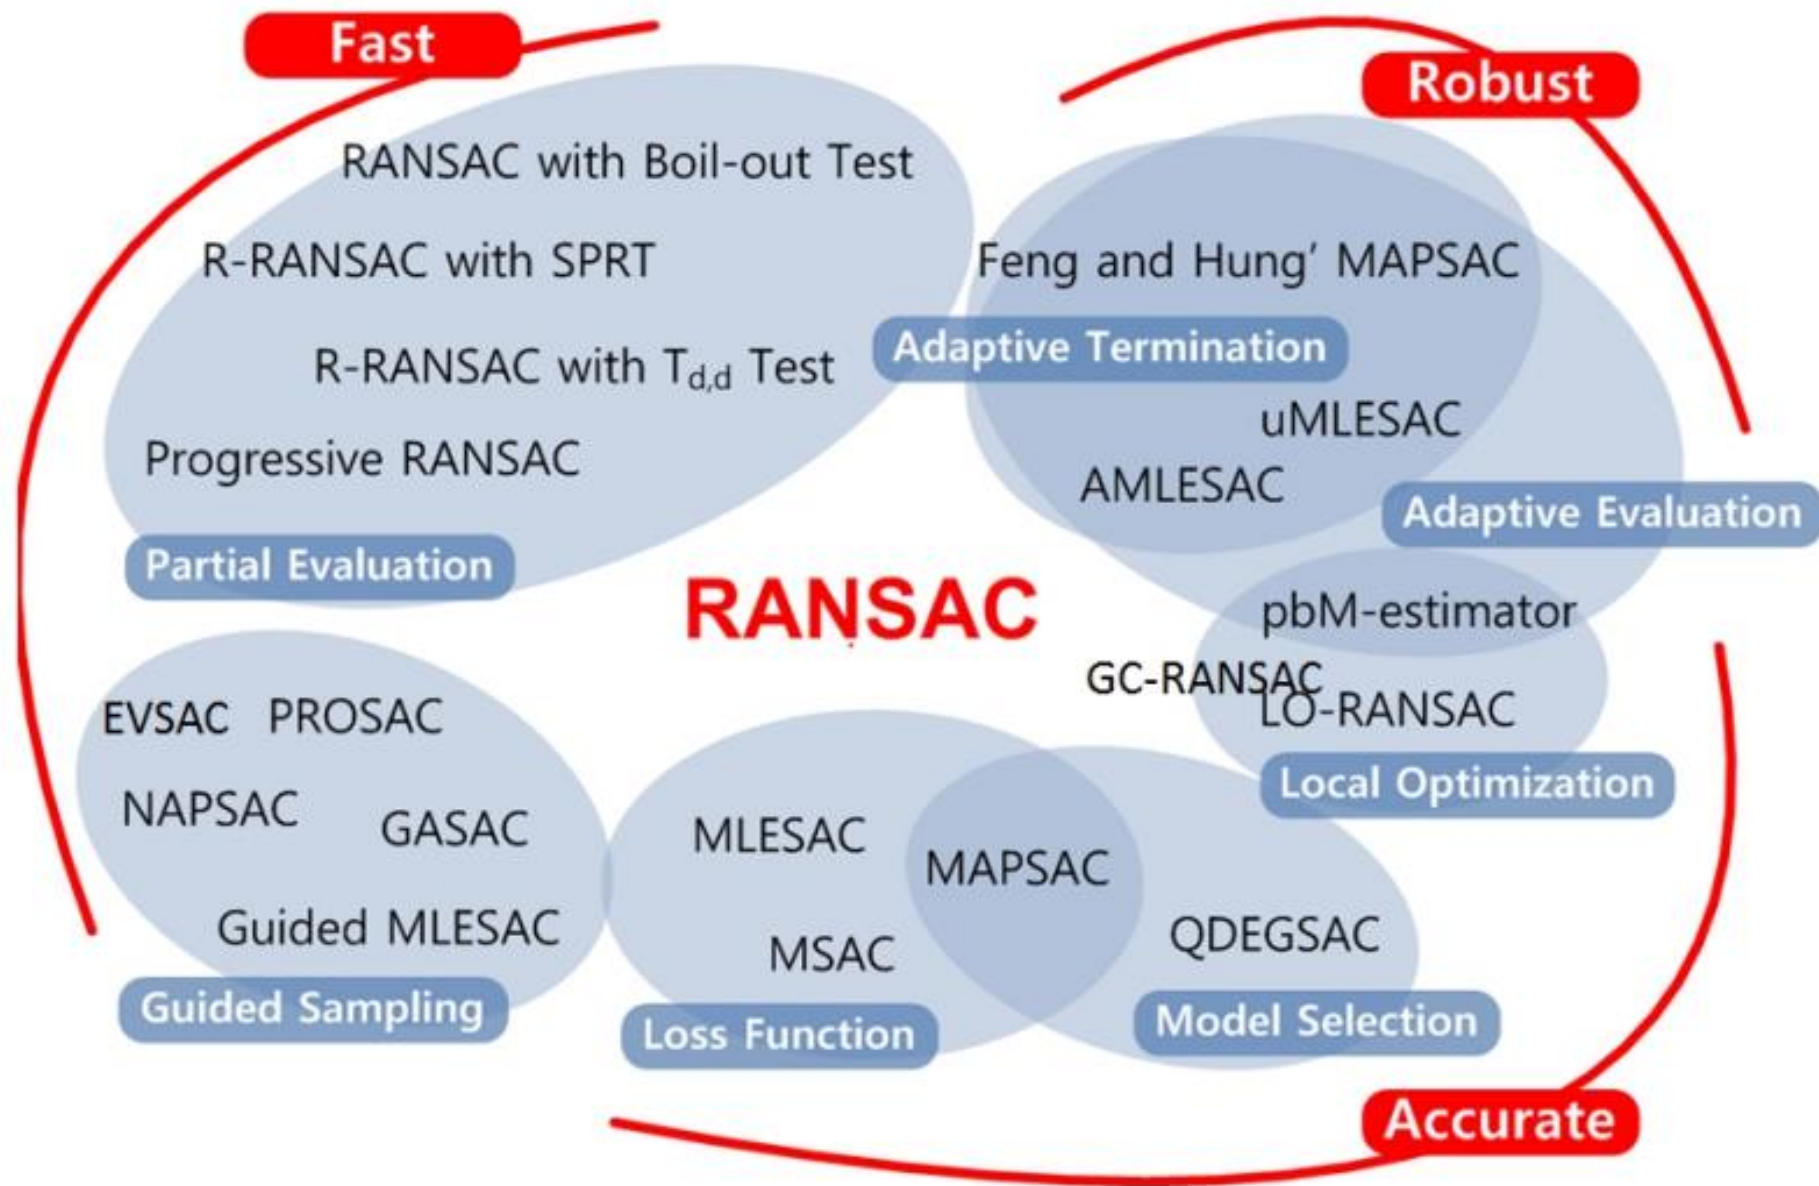 Fast
Robust
RANSAC with Boil-out Test
R-RANSAC with SPRT
Feng and Hung’ MAPSAC
Adaptive Termination
R-RANSAC with Td,d Test
uMLESAC
Progressive RANSAC
AMLESAC
Adaptive Evaluation
Partial Evaluation
RANSAC
pbM-estimator
GC-RANSAC
LO-RANSAC
Local Optimization
EVSAC PROSAC
NAPSAC
GASAC
Guided MLESAC
Guided Sampling
MLESAC
MAPSAC
MSAC
QDEGSAC
Loss Function
Model Selection
Accurate